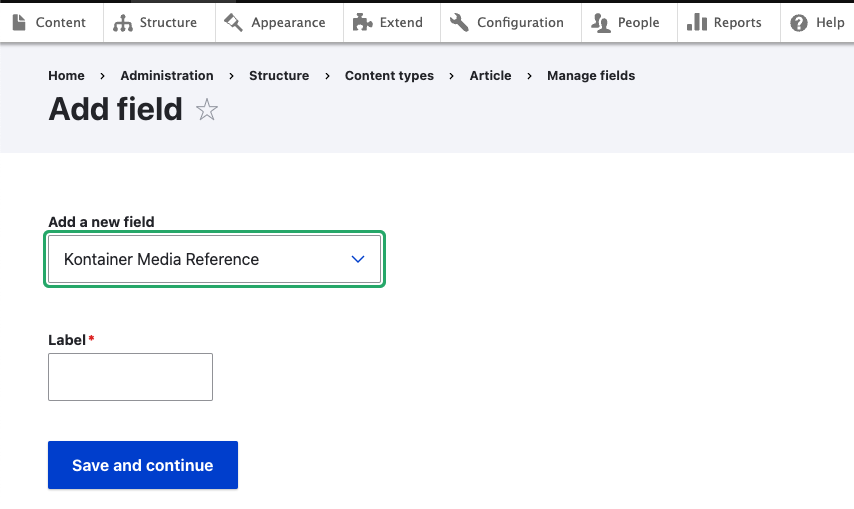 Content Structure Appearance Extend Configuration People Reports Help
Home › Administration › Structure › Content types › Article › Manage fields
Add field
Add a new field
Kontainer Media Reference
Label*
Save and continue